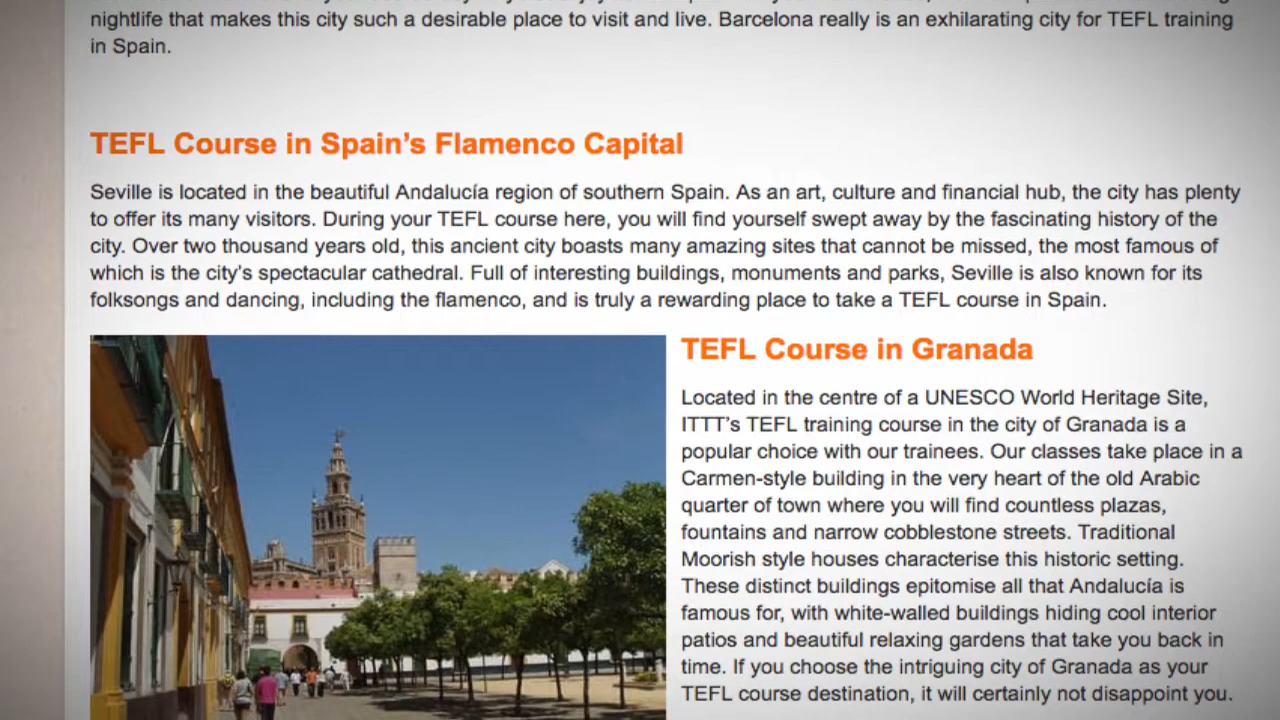 nightlife that makes this city such a desirable place to visit and live. Barcelona really is an exhilarating city for TEFL training
in Spain.
TEFL Course in Spain's Flamenco Capital
Seville is located in the beautiful Andalucía region of southern Spain. As an art, culture and financial hub, the city has plenty
to offer its many visitors. During your TEFL course here, you will find yourself swept away by the fascinating history of the
city. Over two thousand years old, this ancient city boasts many amazing sites that cannot be missed, the most famous of
which is the city's spectacular cathedral. Full of interesting buildings, monuments and parks, Seville is also known for its
folksongs and dancing, including the flamenco, and is truly a rewarding place to take a TEFL course in Spain.
TEFL Course in Granada
Located in the centre of a UNESCO World Heritage Site,
ITTT's TEFL training course in the city of Granada is a
popular choice with our trainees. Our classes take place in a
Carmen-style building in the very heart of the old Arabic
quarter of town where you will find countless plazas,
fountains and narrow cobblestone streets. Traditional
Moorish style houses characterise this historic setting.
These distinct buildings epitomise all that Andalucía is
famous for, with white-walled buildings hiding cool interior
patios and beautiful relaxing gardens that take you back in
time. If you choose the intriguing city of Granada as your
TEFL course destination, it will certainly not disappoint you.